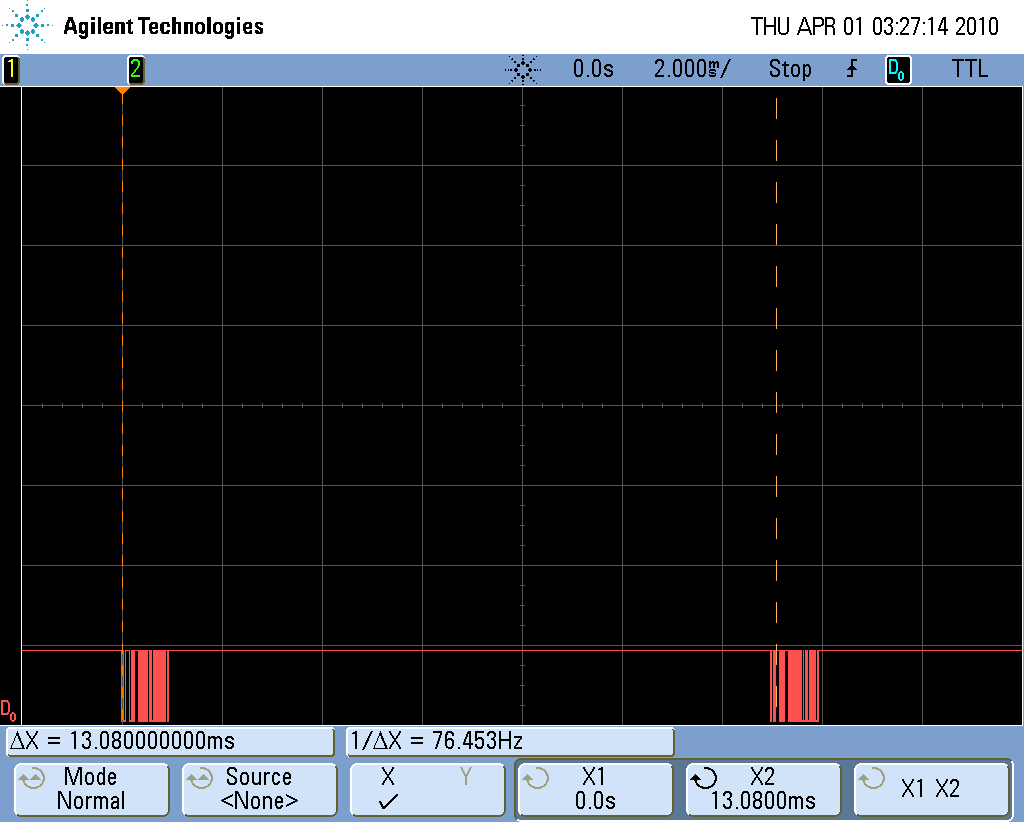 Agilent Technologies
THU APR 01 03:27:14 2010
1 2 0.0s 2.000ms/ Stop D0 TTL
D0
ΔX = 13.080000000ms 1/ΔX = 76.453Hz
Mode Source X Y X1 X2 X1 X2
Normal <None> ✓ 0.0s 13.0800ms